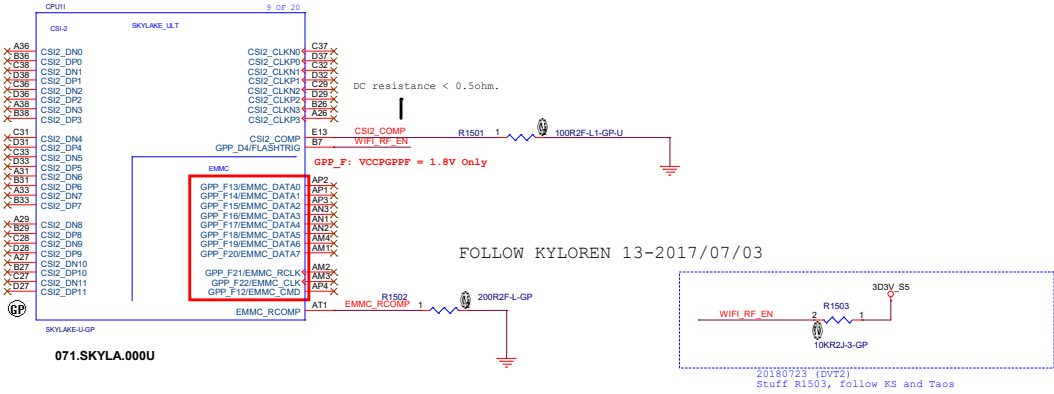 CPU1I
9 OF 20
CSI-2
SKYLAKE_ULT
A36 CSI2_DN0
B36 CSI2_DP0
C38 CSI2_DN1
D38 CSI2_DP1
C36 CSI2_DN2
D36 CSI2_DP2
A38 CSI2_DN3
B38 CSI2_DP3
C31 CSI2_DN4
D31 CSI2_DP4
C33 CSI2_DN5
D33 CSI2_DP5
A31 CSI2_DN6
B31 CSI2_DP6
A33 CSI2_DN7
B33 CSI2_DP7
A29 CSI2_DN8
B29 CSI2_DP8
C28 CSI2_DN9
D28 CSI2_DP9
A27 CSI2_DN10
B27 CSI2_DP10
C27 CSI2_DN11
D27 CSI2_DP11
CSI2_CLKN0 C37
CSI2_CLKP0 D37
CSI2_CLKN1 C32
CSI2_CLKP1 D32
CSI2_CLKN2 C29
CSI2_CLKP2 D29
CSI2_CLKN3 B26
CSI2_CLKP3 A26
DC resistance < 0.5ohm.
CSI2_COMP E13 CSI2_COMP R1501 1 100R2F-L1-GP-U
GPP_D4/FLASHTRIG B7 WIFI_RF_EN
GPP_F: VCCPGPPF = 1.8V Only
EMMC
GPP_F13/EMMC_DATA0 AP2
GPP_F14/EMMC_DATA1 AP1
GPP_F15/EMMC_DATA2 AP3
GPP_F16/EMMC_DATA3 AN3
GPP_F17/EMMC_DATA4 AN1
GPP_F18/EMMC_DATA5 AN2
GPP_F19/EMMC_DATA6 AM4
GPP_F20/EMMC_DATA7 AM1
GPP_F21/EMMC_RCLK AM2
GPP_F22/EMMC_CLK AM3
GPP_F12/EMMC_CMD AP4
EMMC_RCOMP AT1 EMMC_RCOMP R1502 1 200R2F-L-GP
GP
SKYLAKE-U-GP
071.SKYLA.000U
FOLLOW KYLOREN 13-2017/07/03
3D3V_S5
WIFI_RF_EN 2 R1503 1
10KR2J-3-GP
20180723 (DVT2)
Stuff R1503, follow KS and Taos